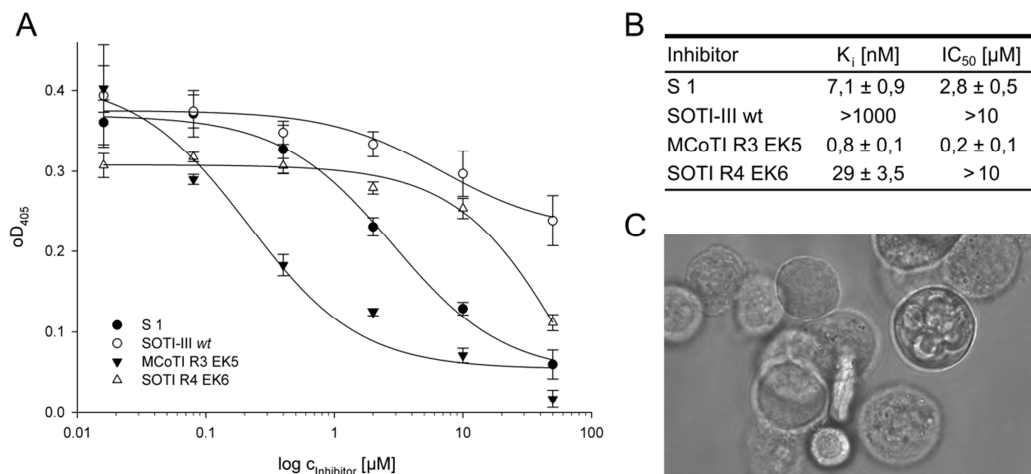 A
0.4
0.3
0.2
0.1
0.0
oD405
0.01 0.1 1 10 100
log cInhibitor [µM]
S 1
SOTI-III wt
MCoTI R3 EK5
SOTI R4 EK6
B
Inhibitor Ki [nM] IC50 [µM]
S 1 7,1 ± 0,9 2,8 ± 0,5
SOTI-III wt >1000 >10
MCoTI R3 EK5 0,8 ± 0,1 0,2 ± 0,1
SOTI R4 EK6 29 ± 3,5 >10
C